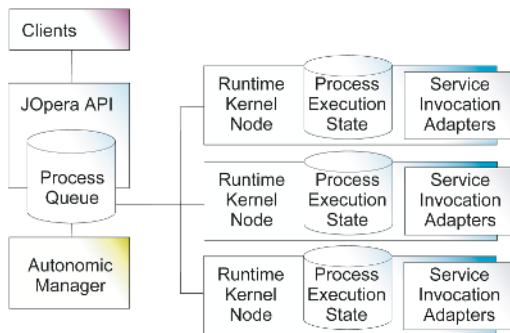 Clients
JOpera API
Process
Queue
Autonomic
Manager
Runtime
Kernel
Node
Process
Execution
State
Service
Invocation
Adapters
Runtime
Kernel
Node
Process
Execution
State
Service
Invocation
Adapters
Runtime
Kernel
Node
Process
Execution
State
Service
Invocation
Adapters